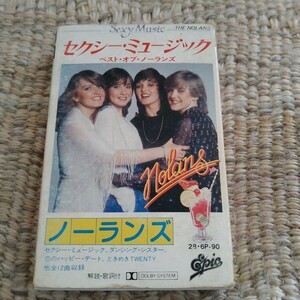 Sexy Music
THE NOLANS
セクシー・ミュージック
ベスト・オブ・ノーランズ
Nolans
ノーランズ
28・6P-90
セクシー・ミュージック、ダンシング・シスター、
恋のハッピー・デート、ときめきTWENTY
他全12曲収録
解説・歌詞付
DOLBY SYSTEM
Epic